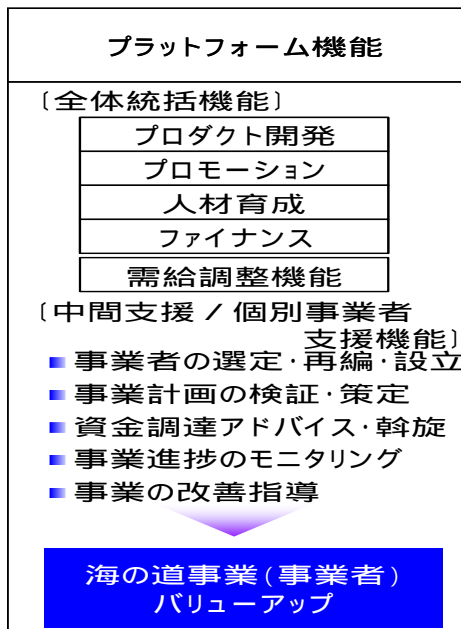 プラットフォーム機能
〔全体統括機能〕
プロダクト開発
プロモーション
人材育成
ファイナンス
需給調整機能
〔中間支援／個別事業者
支援機能〕
事業者の選定・再編・設立
事業計画の検証・策定
資金調達アドバイス・斡旋
事業進捗のモニタリング
事業の改善指導
海の道事業（事業者）
バリューアップ